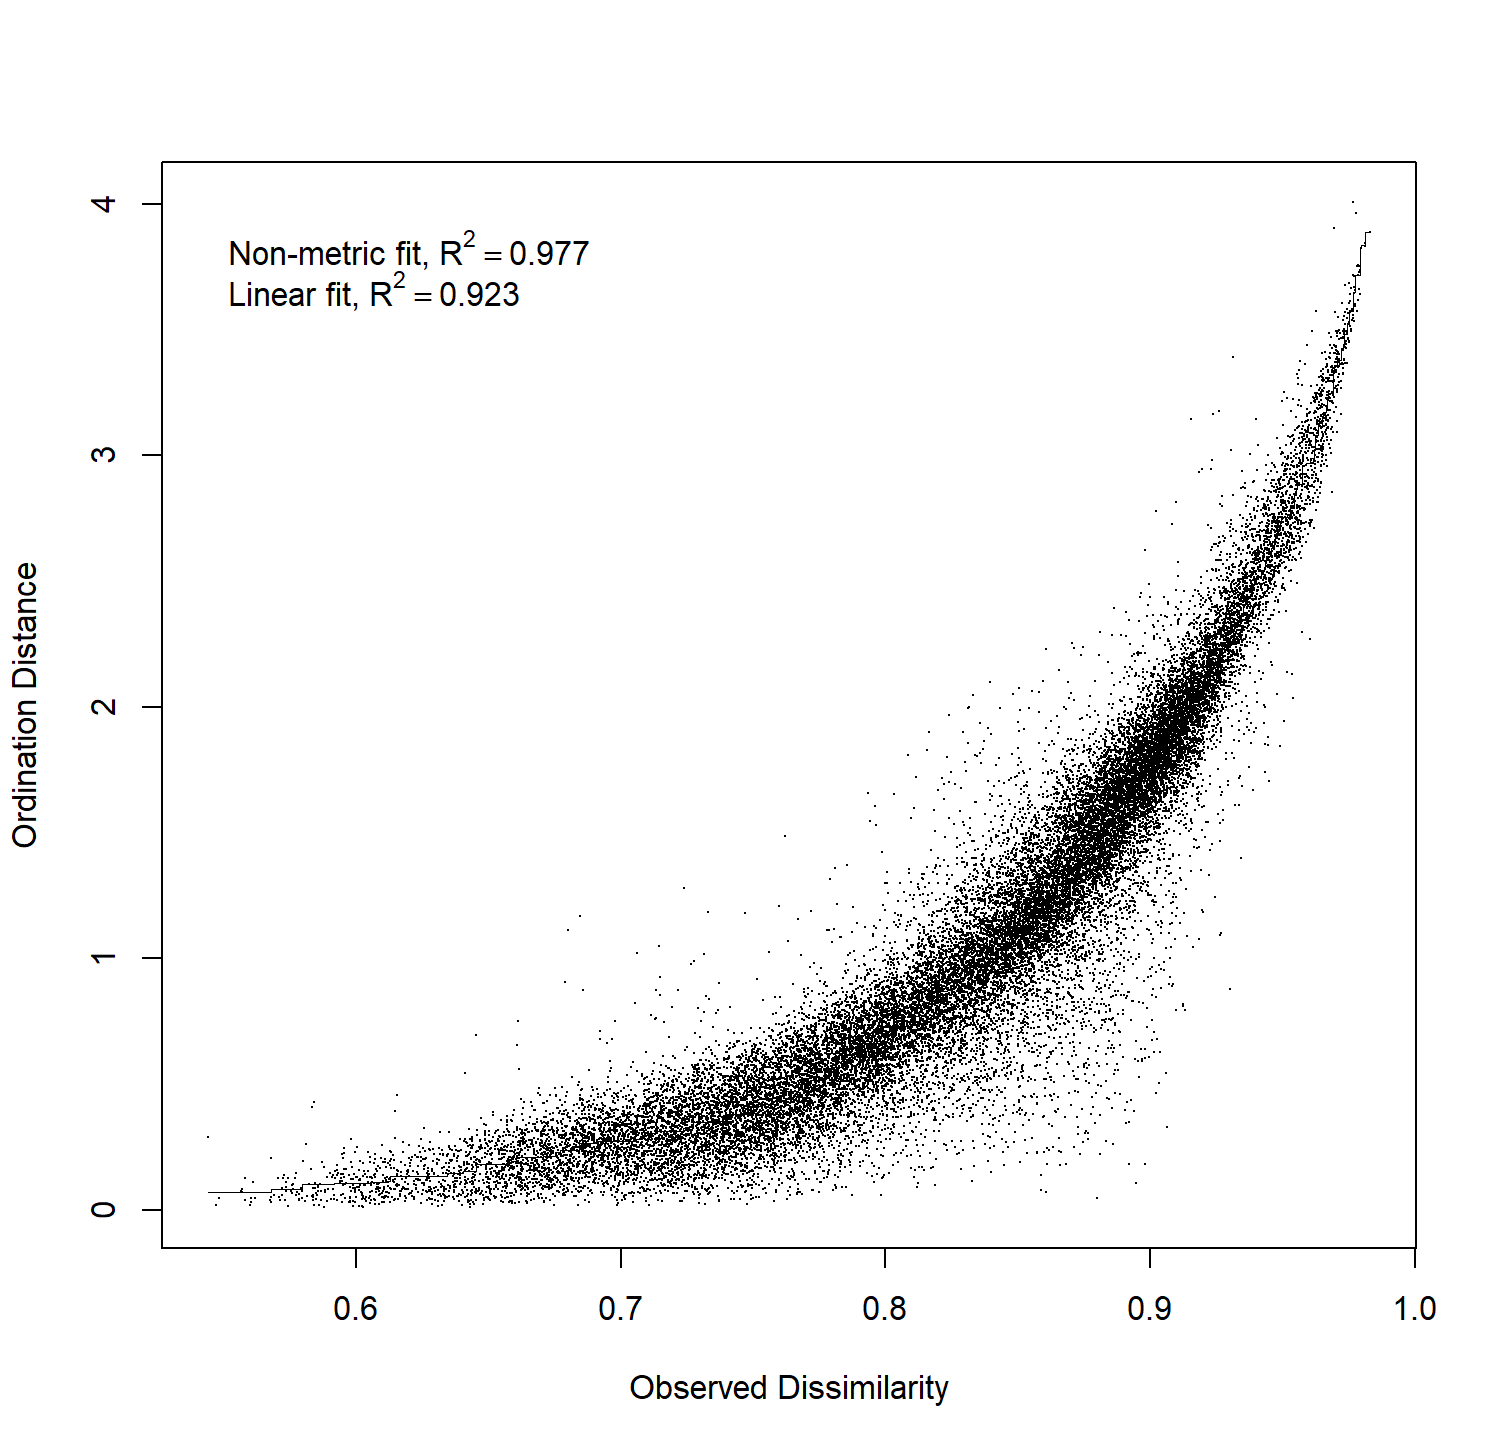 Non-metric fit, R² = 0.977
Linear fit, R² = 0.923
4
3
2
1
0
Ordination Distance
0.6 0.7 0.8 0.9 1.0
Observed Dissimilarity